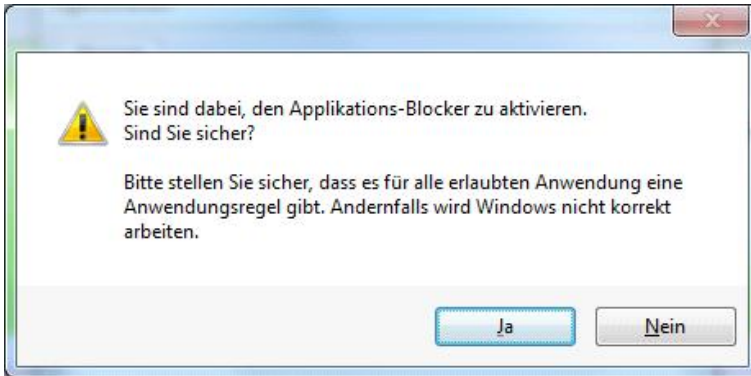 Sie sind dabei, den Applikations-Blocker zu aktivieren.
Sind Sie sicher?
Bitte stellen Sie sicher, dass es für alle erlaubten Anwendung eine
Anwendungsregel gibt. Andernfalls wird Windows nicht korrekt
arbeiten.
Ja
Nein